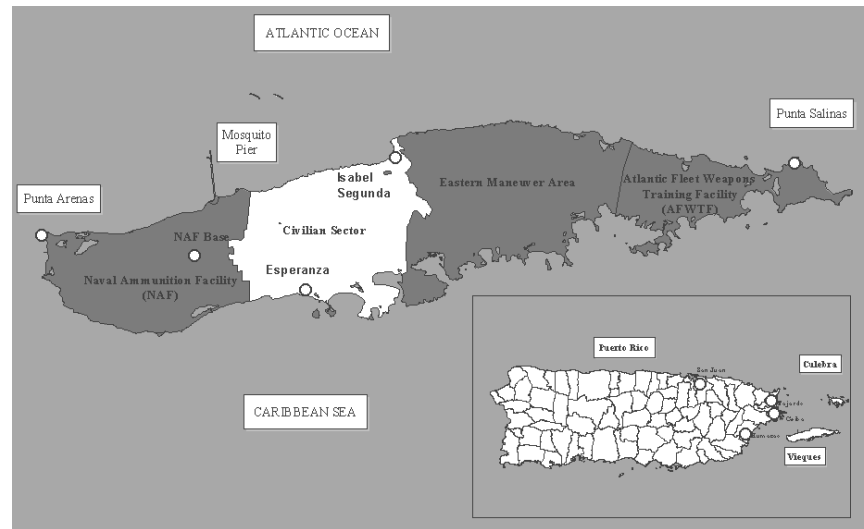 ATLANTIC OCEAN
Punta Salinas
Mosquito
Pier
Isabel
Segunda
Eastern Maneuver Area
Atlantic Fleet Weapons
Training Facility
(AFWTF)
Punta Arenas
NAF Base
Civilian Sector
Esperanza
Naval Ammunition Facility
(NAF)
CARIBBEAN SEA
Puerto Rico
San Juan
Culebra
Fajardo
Ceiba
Humacao
Vieques